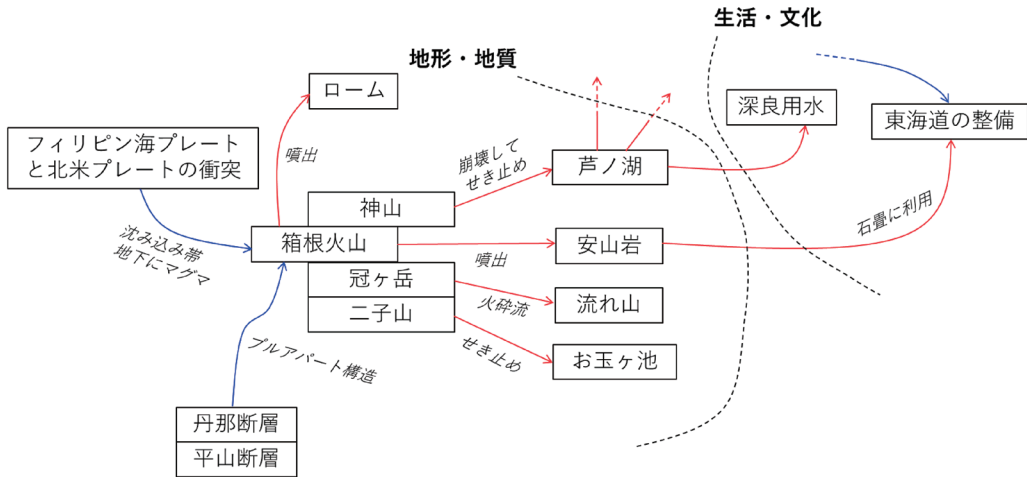 生活・文化
地形・地質
ローム
深良用水
東海道の整備
フィリピン海プレート
と北米プレートの衝突
噴出
崩壊して
せき止め
芦ノ湖
神山
石畳に利用
沈み込み帯
地下にマグマ
箱根火山
噴出
安山岩
冠ヶ岳
火砕流
流れ山
二子山
せき止め
お玉ヶ池
プルアパート構造
丹那断層
平山断層